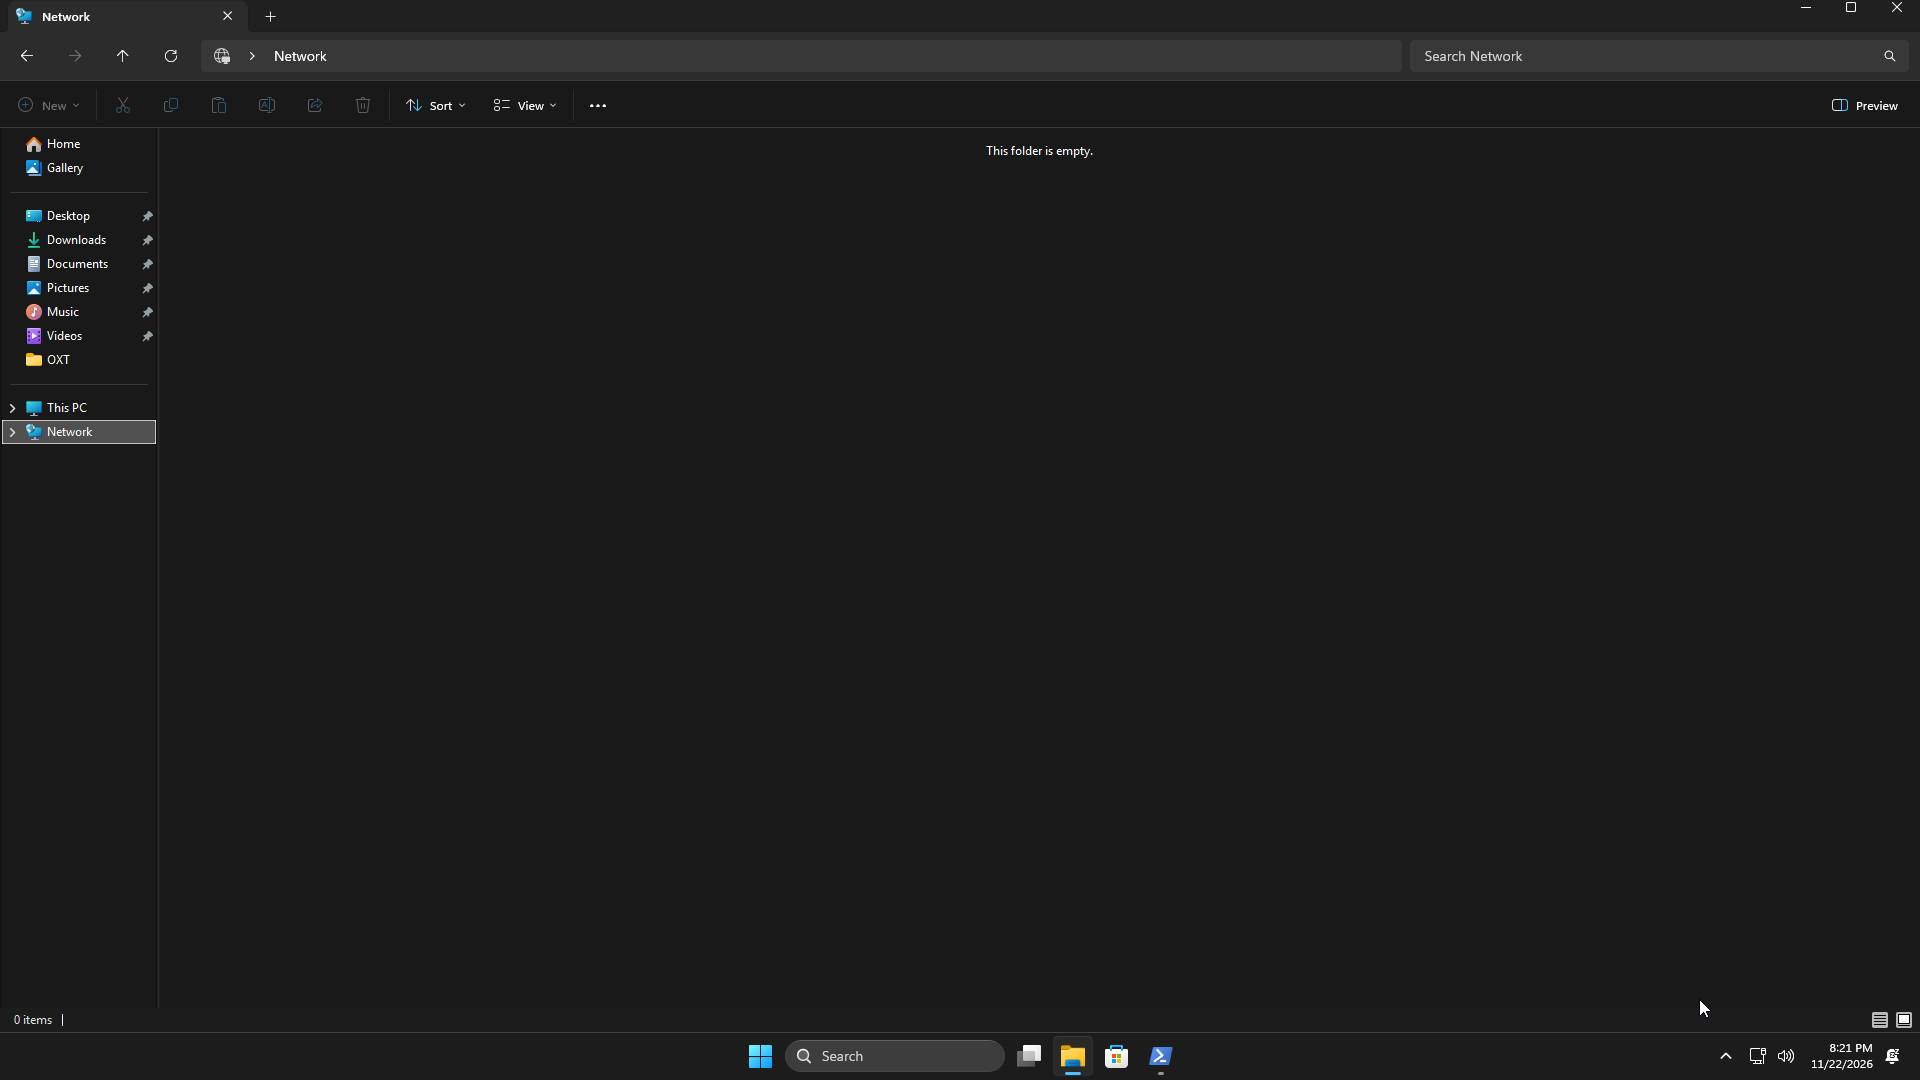 Network
Network
Search Network
New
Sort
View
Preview
Home
Gallery
This folder is empty.
Desktop
Downloads
Documents
Pictures
Music
Videos
OXT
This PC
Network
0 items
Search
8:21 PM
11/22/2026